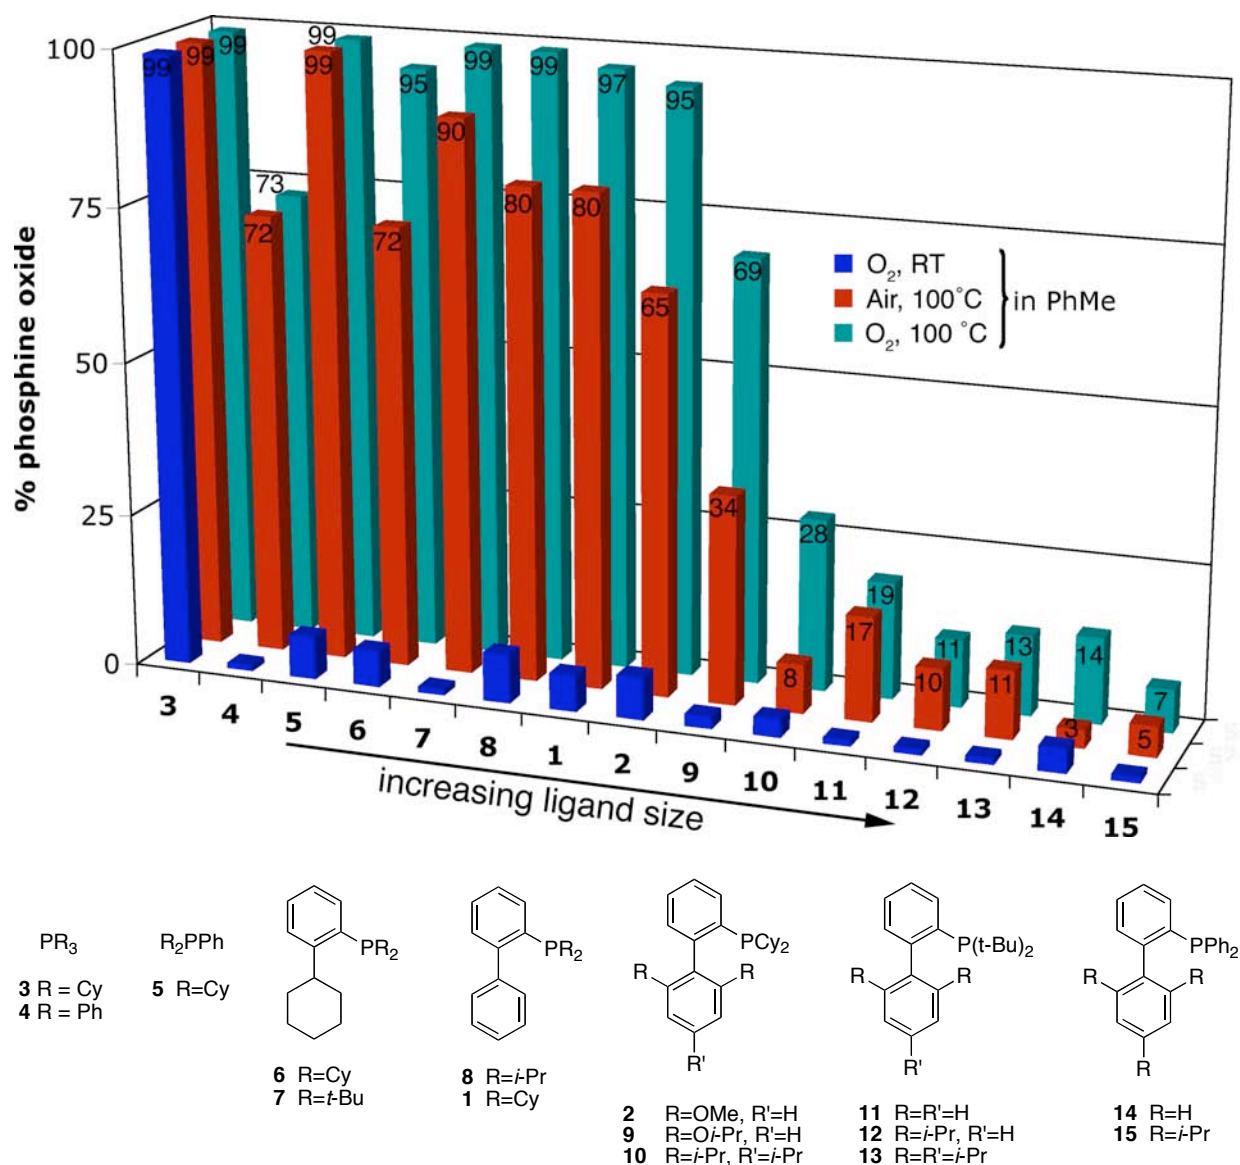 % phosphine oxide
100
75
50
25
0
99 99 99
73
72
99
99
72
95
90
99
80
99
80
97
65
95
34
69
8
28
17
19
10
11
11
13
3
14
5
7
O2, RT
Air, 100˚C
O2, 100 ˚C
in PhMe
3 4 5 6 7 8 1 2 9 10 11 12 13 14 15
increasing ligand size
PR3
3 R = Cy
4 R = Ph
R2PPh
5 R=Cy
PR2
6 R=Cy
7 R=t-Bu
PR2
8 R=i-Pr
1 R=Cy
PCy2
R R
R'
2 R=OMe, R'=H
9 R=Oi-Pr, R'=H
10 R=i-Pr, R'=i-Pr
P(t-Bu)2
R R
R'
11 R=R'=H
12 R=i-Pr, R'=H
13 R=R'=i-Pr
PPh2
R R
R
14 R=H
15 R=i-Pr